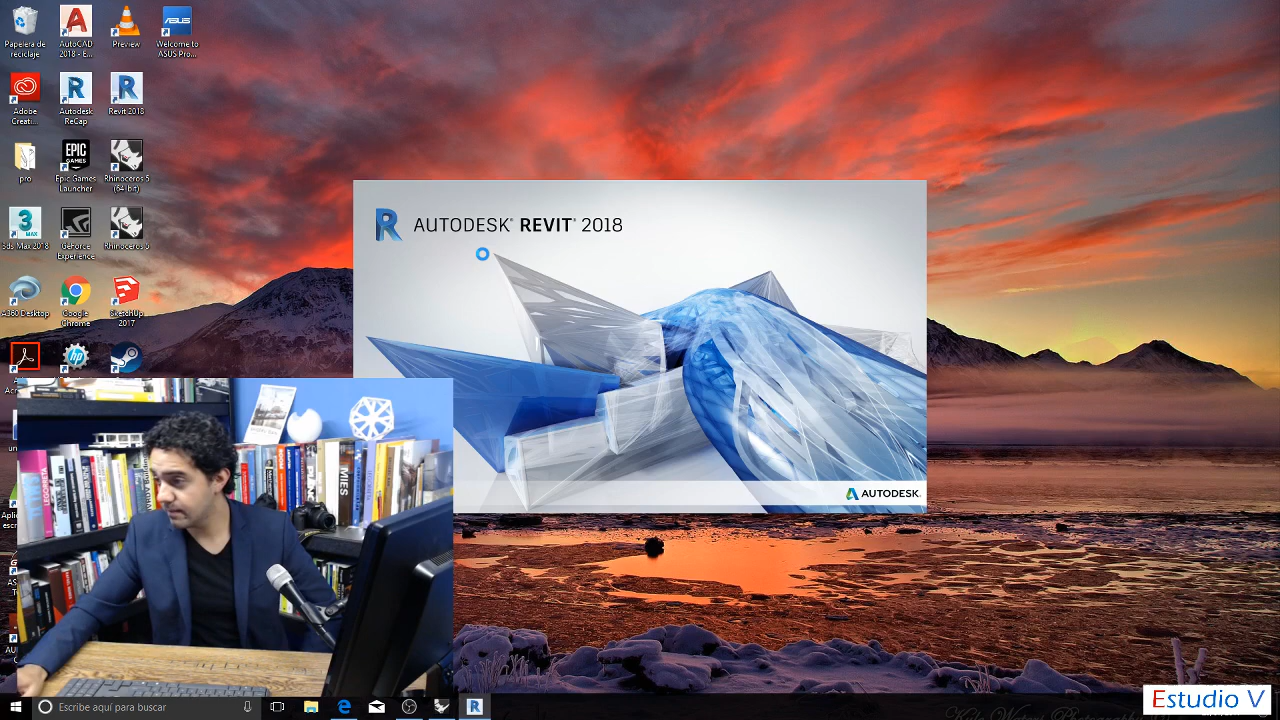 Papelera de
reciclaje
AutoCAD
2018 - E...
Preview
ASUS
Welcome to
ASUS Pro...
Adobe
Creati...
Autodesk
ReCap
Revit 2018
pro
EPIC
GAMES
Epic Games
Launcher
Rhinoceros 5
(64-bit)
3ds Max 2018
GeForce
Experience
Rhinoceros 5
A360 Desktop
Google
Chrome
SketchUp
2017
AUTODESK® REVIT® 2018
AUTODESK.
MIES
Escribe aquí para buscar
Estudio V